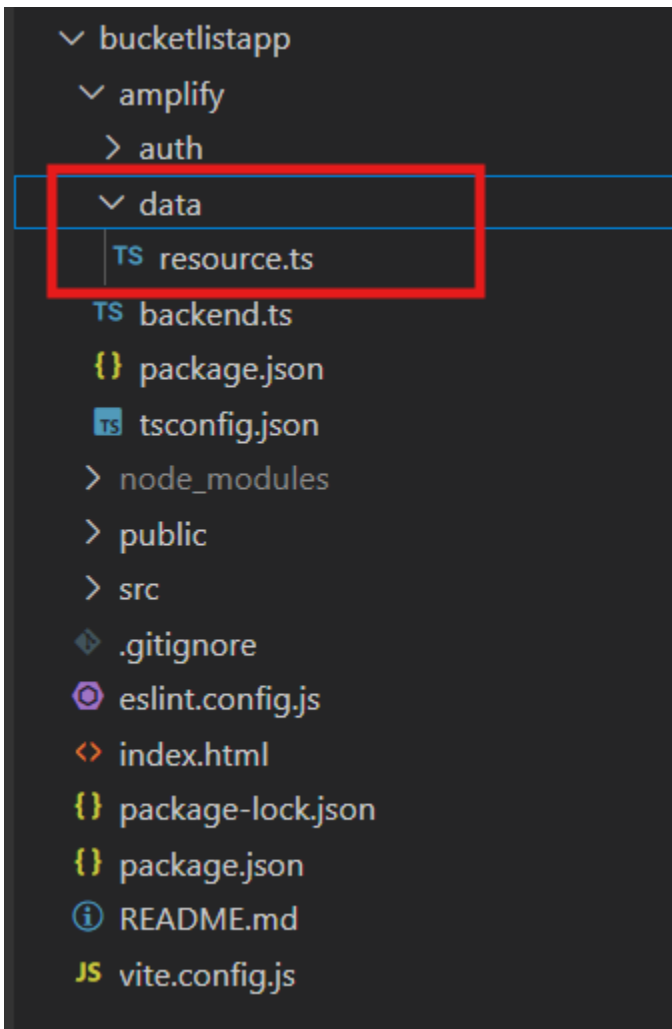 bucketlistapp
amplify
auth
data
TS resource.ts
TS backend.ts
{} package.json
TS tsconfig.json
node_modules
public
src
.gitignore
eslint.config.js
<> index.html
{} package-lock.json
{} package.json
README.md
JS vite.config.js